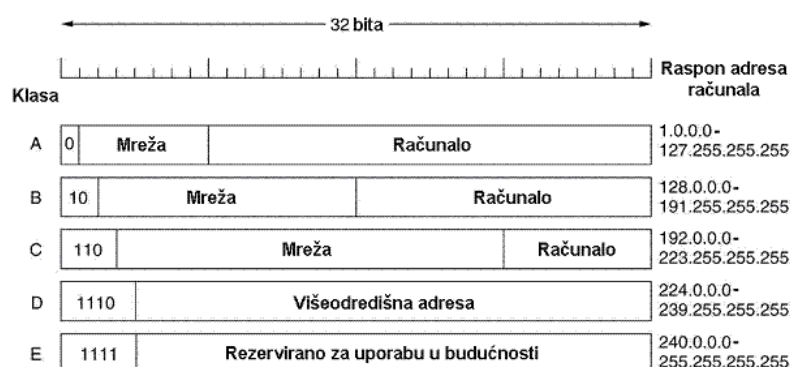 32 bita
Raspon adresa
računala
Klasa
A 0 Mreža Računalo 1.0.0.0-
127.255.255.255
B 10 Mreža Računalo 128.0.0.0-
191.255.255.255
C 110 Mreža Računalo 192.0.0.0-
223.255.255.255
D 1110 Višeodredišna adresa 224.0.0.0-
239.255.255.255
E 1111 Rezervirano za uporabu u budućnosti 240.0.0.0-
255.255.255.255